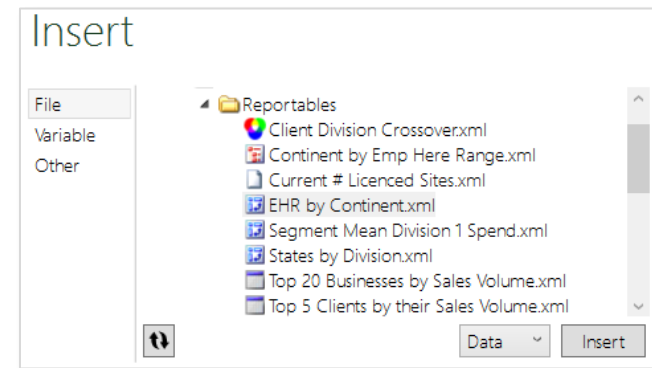 Insert
File
Variable
Other
Reportables
Client Division Crossover.xml
Continent by Emp Here Range.xml
Current # Licenced Sites.xml
EHR by Continent.xml
Segment Mean Division 1 Spend.xml
States by Division.xml
Top 20 Businesses by Sales Volume.xml
Top 5 Clients by their Sales Volume.xml
Data Insert